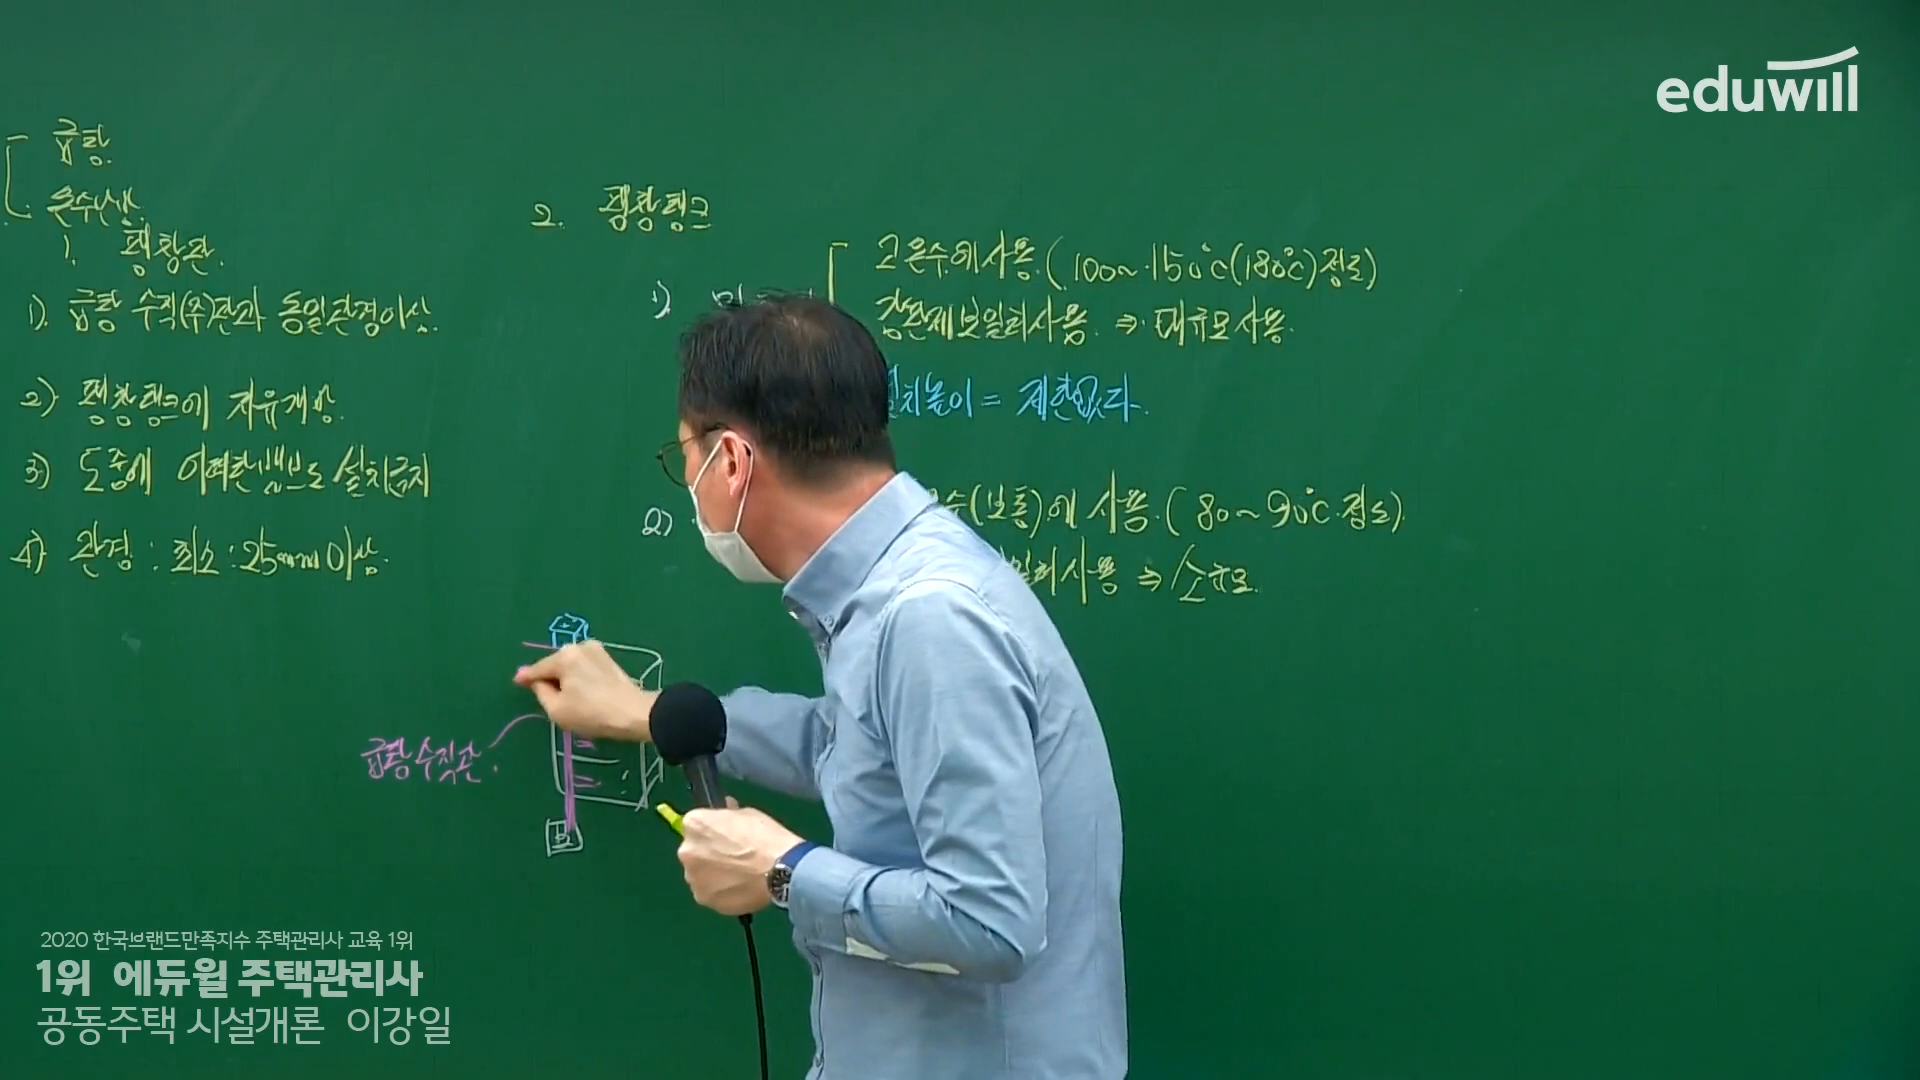 eduwill
급탕
온수난방
1. 팽창관
1) 급탕 수직(주)관과 동일관경이상.
2) 팽창탱크에 자유개방.
3) 도중에 어떠한 밸브도 설치금지
4) 관경 : 최소 : 25mm 이상.
2. 팽창탱크
1)
고온수에 사용. (100~150℃(180℃) 정도)
강판제보일러사용. ⇒ 대규모사용.
설치높이 = 제한없다.
2)
수(보통)에 사용. (80~90℃ 정도).
일러사용 ⇒ 소규모.
급탕수직관.
B
2020 한국브랜드만족지수 주택관리사 교육 1위
1위 에듀윌 주택관리사
공동주택 시설개론 이강일